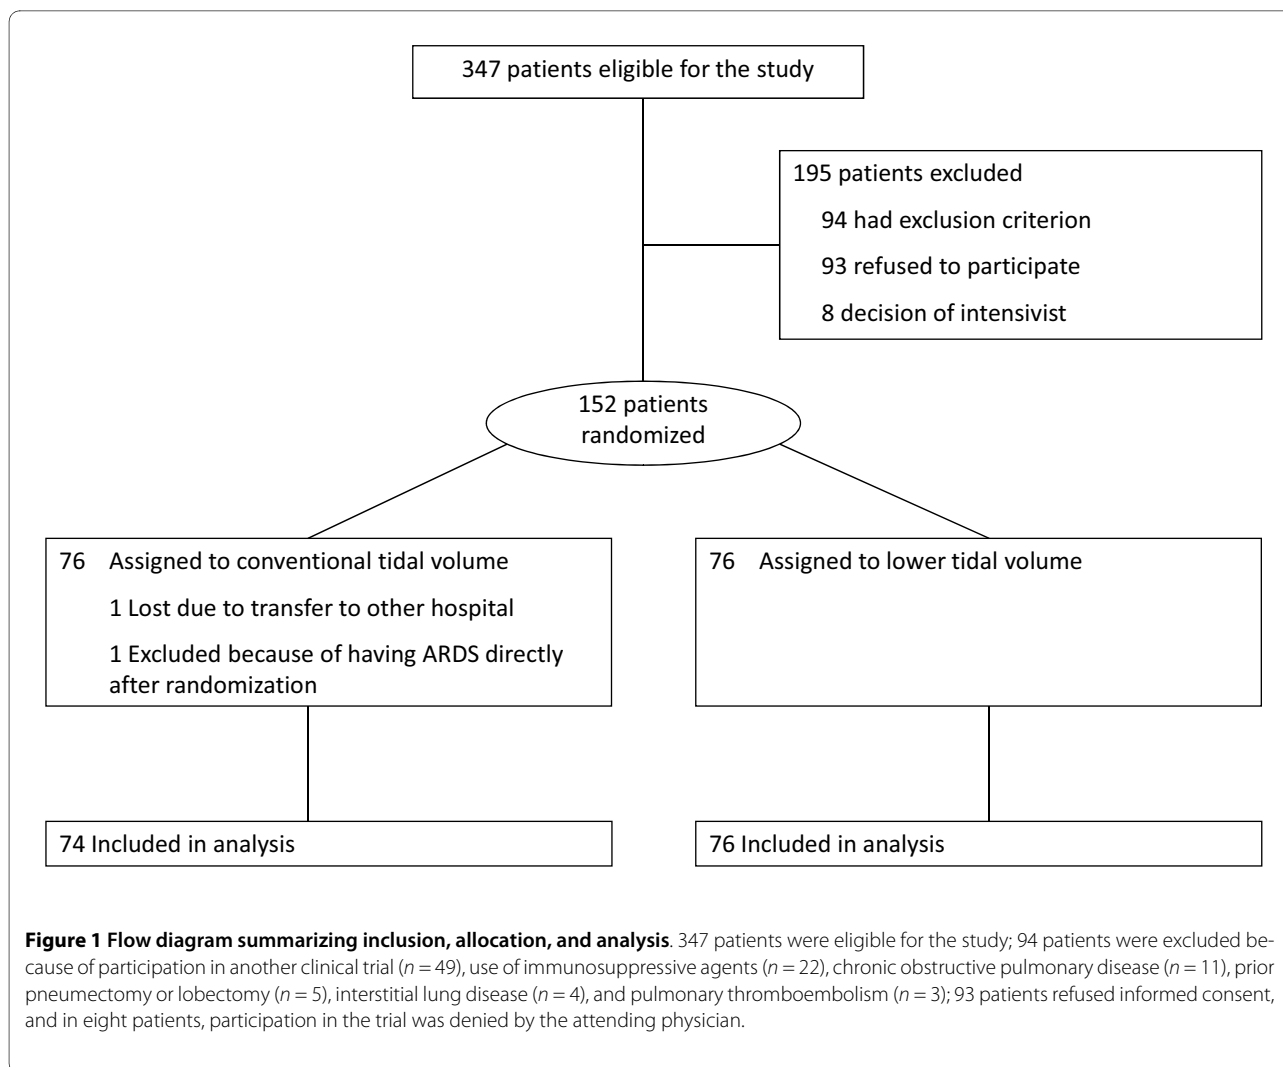 347 patients eligible for the study
195 patients excluded
94 had exclusion criterion
93 refused to participate
8 decision of intensivist
152 patients
randomized
76 Assigned to conventional tidal volume
1 Lost due to transfer to other hospital
1 Excluded because of having ARDS directly
after randomization
76 Assigned to lower tidal volume
74 Included in analysis
76 Included in analysis
Figure 1 Flow diagram summarizing inclusion, allocation, and analysis. 347 patients were eligible for the study; 94 patients were excluded be-
cause of participation in another clinical trial (n = 49), use of immunosuppressive agents (n = 22), chronic obstructive pulmonary disease (n = 11), prior
pneumectomy or lobectomy (n = 5), interstitial lung disease (n = 4), and pulmonary thromboembolism (n = 3); 93 patients refused informed consent,
and in eight patients, participation in the trial was denied by the attending physician.